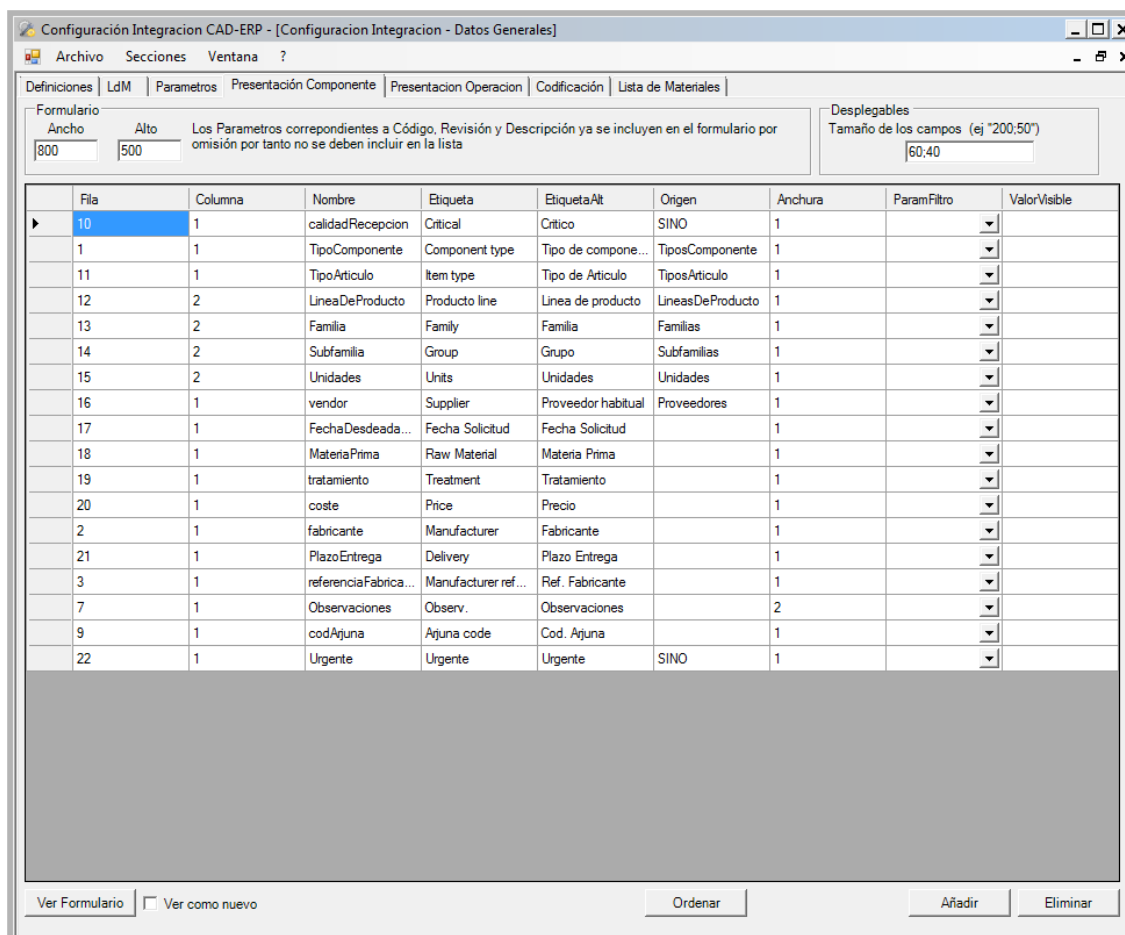 Configuración Integracion CAD-ERP - [Configuracion Integracion - Datos Generales]
Archivo Secciones Ventana ?
Definiciones LdM Parametros Presentación Componente Presentacion Operacion Codificación Lista de Materiales
Formulario Desplegables
Ancho Alto Los Parametros correpondientes a Código, Revisión y Descripción ya se incluyen en el formulario por Tamaño de los campos (ej "200;50")
800 500 omisión por tanto no se deben incluir en la lista 60;40
Fila Columna Nombre Etiqueta EtiquetaAlt Origen Anchura ParamFiltro ValorVisible
10 1 calidadRecepcion Critical Critico SINO 1
1 1 TipoComponente Component type Tipo de compone... TiposComponente 1
11 1 TipoArticulo Item type Tipo de Articulo TiposArticulo 1
12 2 LineaDeProducto Producto line Linea de producto LineasDeProducto 1
13 2 Familia Family Familia Familias 1
14 2 Subfamilia Group Grupo Subfamilias 1
15 2 Unidades Units Unidades Unidades 1
16 1 vendor Supplier Proveedor habitual Proveedores 1
17 1 FechaDesdeada... Fecha Solicitud Fecha Solicitud 1
18 1 MateriaPrima Raw Material Materia Prima 1
19 1 tratamiento Treatment Tratamiento 1
20 1 coste Price Precio 1
2 1 fabricante Manufacturer Fabricante 1
21 1 PlazoEntrega Delivery Plazo Entrega 1
3 1 referenciaFabrica... Manufacturer ref... Ref. Fabricante 1
7 1 Observaciones Observ. Observaciones 2
9 1 codArjuna Arjuna code Cod. Arjuna 1
22 1 Urgente Urgente Urgente SINO 1
Ver Formulario Ver como nuevo Ordenar Añadir Eliminar